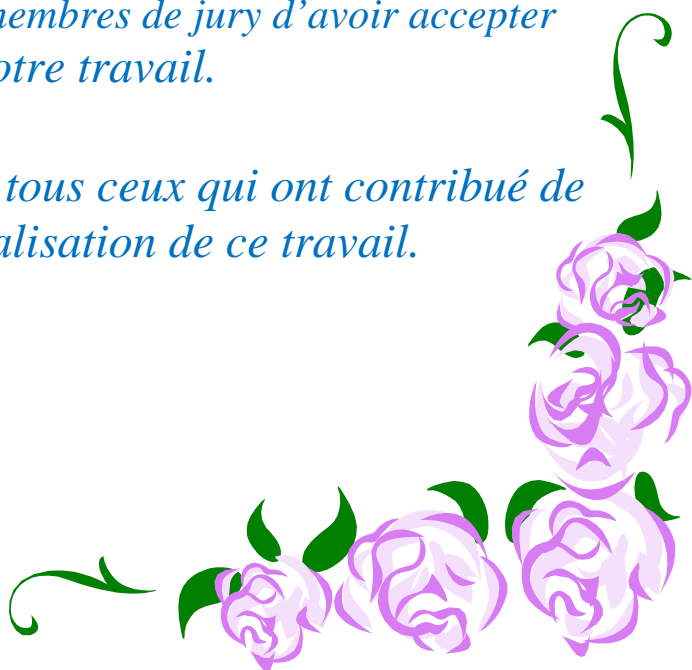 membres de jury d’avoir accepter
otre travail.
tous ceux qui ont contribué de
alisation de ce travail.